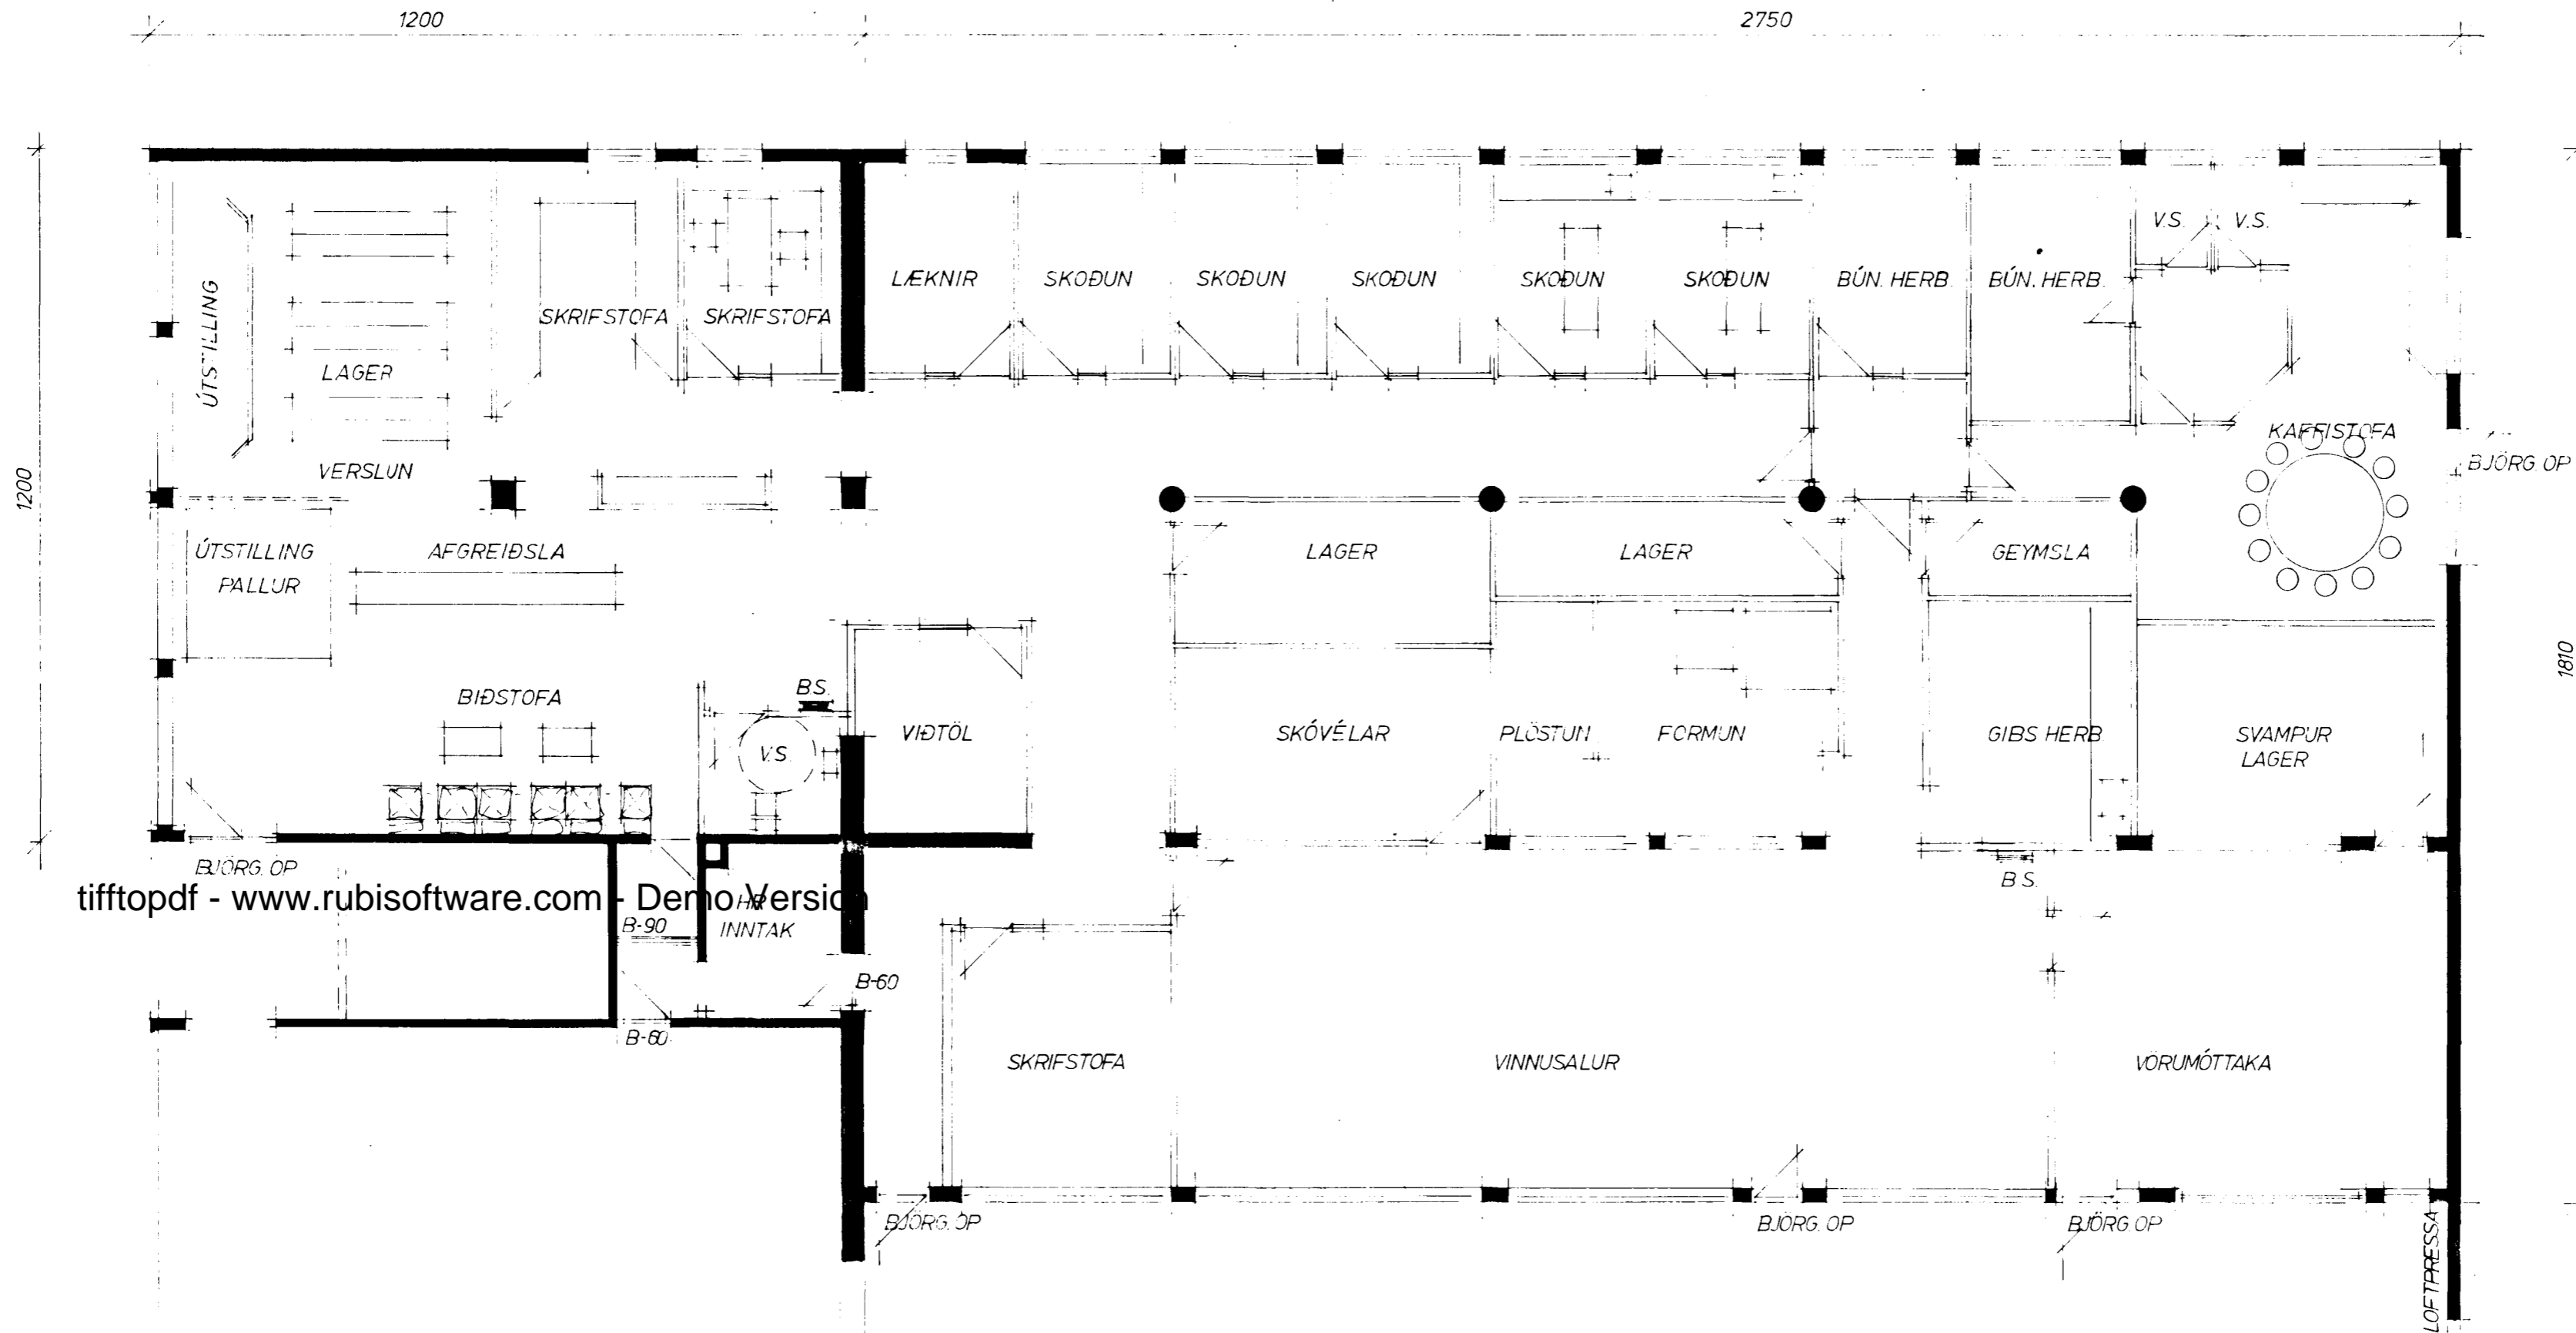 1200
2750
V.S.
V.S.
LÆKNIR
SKOÐUN
SKOÐUN
SKOÐUN
SKOÐUN
SKOÐUN
BÚN. HERB.
BÚN. HERB.
ÚTSTILLING
SKRIFSTOFA
SKRIFSTOFA
LAGER
KAFFISTOFA
BJÖRG. OP
VERSLUN
1200
ÚTSTILLING
PALLUR
AFGREIÐSLA
LAGER
LAGER
GEYMSLA
1810
BIÐSTOFA
B.S.
V.S.
VIÐTÖL
SKÓVÉLAR
PLÖSTUN
FORMUN
GIBS HERB
SVAMPUR
LAGER
BJÖRG. OP
B.S.
tifftopdf - www.rubisoftware.com - Demo Version
B-90
INNTAK
B-60
B-60
SKRIFSTOFA
VINNUSALUR
VÖRUMÓTTAKA
BJÖRG. OP
BJÖRG. OP
BJÖRG. OP
LOFTPRESSA